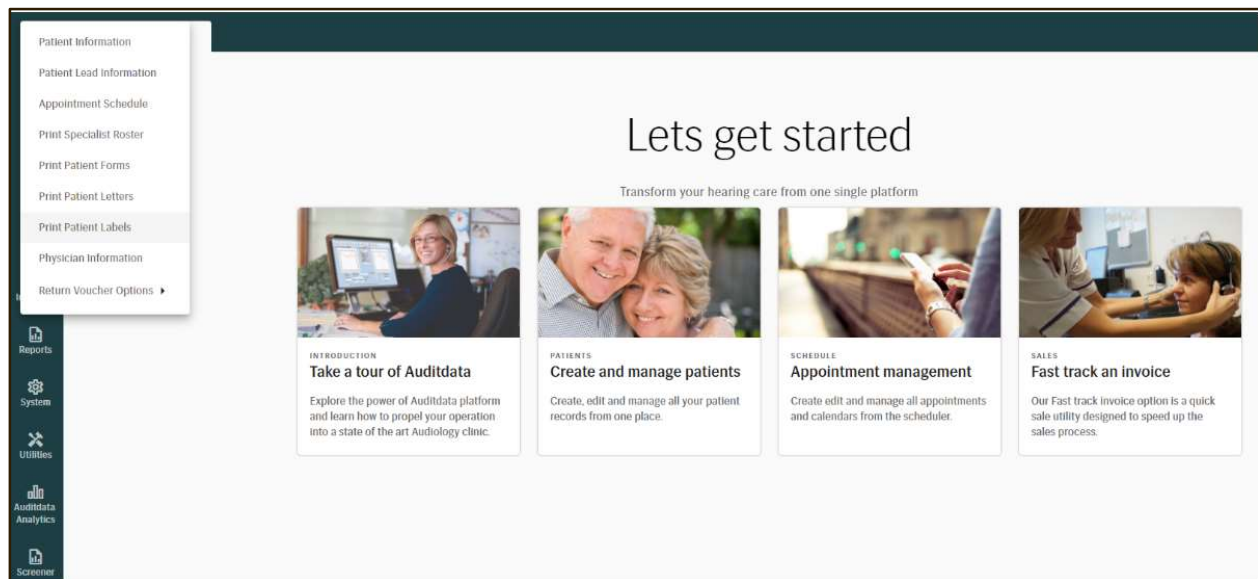 Patient Information
Patient Lead Information
Appointment Schedule
Print Specialist Roster
Print Patient Forms
Print Patient Letters
Print Patient Labels
Physician Information
Return Voucher Options
Reports
System
Utilities
Auditdata
Analytics
Screener
Lets get started
Transform your hearing care from one single platform
INTRODUCTION
Take a tour of Auditdata
Explore the power of Auditdata platform
and learn how to propel your operation
into a state of the art Audiology clinic.
PATIENTS
Create and manage patients
Create, edit and manage all your patient
records from one place.
SCHEDULE
Appointment management
Create edit and manage all appointments
and calendars from the scheduler.
SALES
Fast track an invoice
Our Fast track invoice option is a quick
sale utility designed to speed up the
sales process.